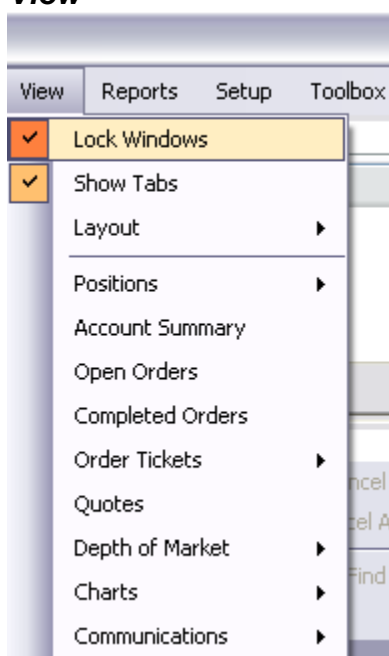 View
View Reports Setup Toolbox
Lock Windows
Show Tabs
Layout
Positions
Account Summary
Open Orders
Completed Orders
Order Tickets
Quotes
Depth of Market
Charts
Communications
Find